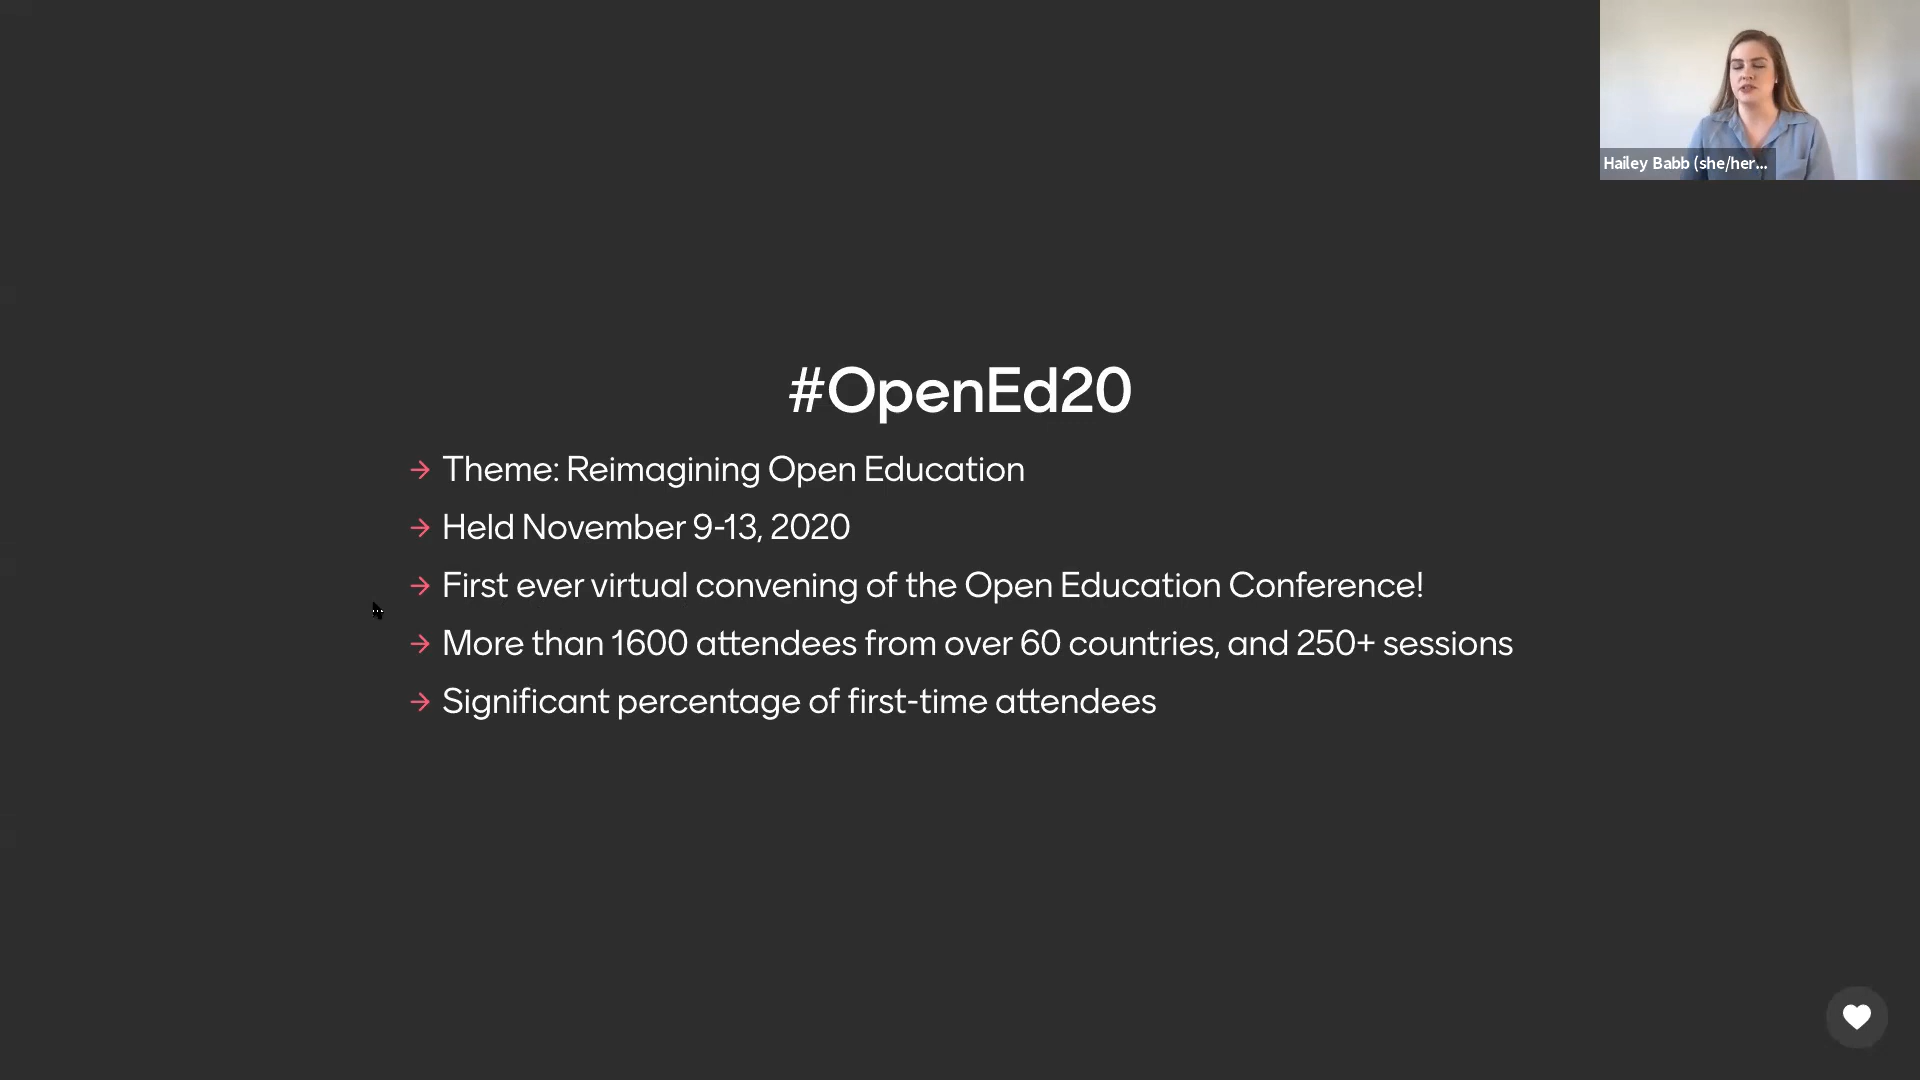 Hailey Babb (she/her...
#OpenEd20
Theme: Reimagining Open Education
Held November 9-13, 2020
First ever virtual convening of the Open Education Conference!
More than 1600 attendees from over 60 countries, and 250+ sessions
Significant percentage of first-time attendees